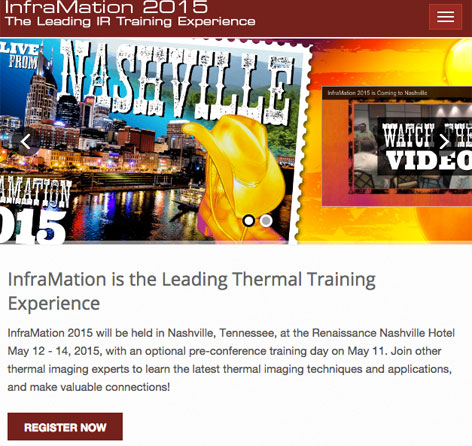 InfraMation 2015
The Leading IR Training Experience
LIVE
FROM
NASHVILLE
AMATION
2015
InfraMation 2015 is Coming to Nashville
WATCH THE
VIDEO
InfraMation is the Leading Thermal Training
Experience
InfraMation 2015 will be held in Nashville, Tennessee, at the Renaissance Nashville Hotel
May 12 - 14, 2015, with an optional pre-conference training day on May 11. Join other
thermal imaging experts to learn the latest thermal imaging techniques and applications,
and make valuable connections!
REGISTER NOW